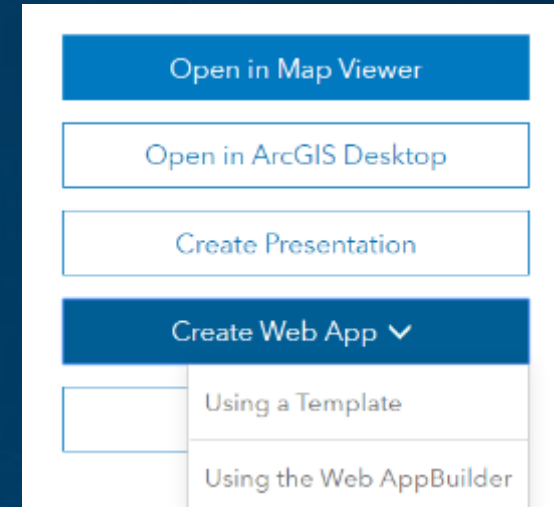 Open in Map Viewer
Open in ArcGIS Desktop
Create Presentation
Create Web App
Using a Template
Using the Web AppBuilder